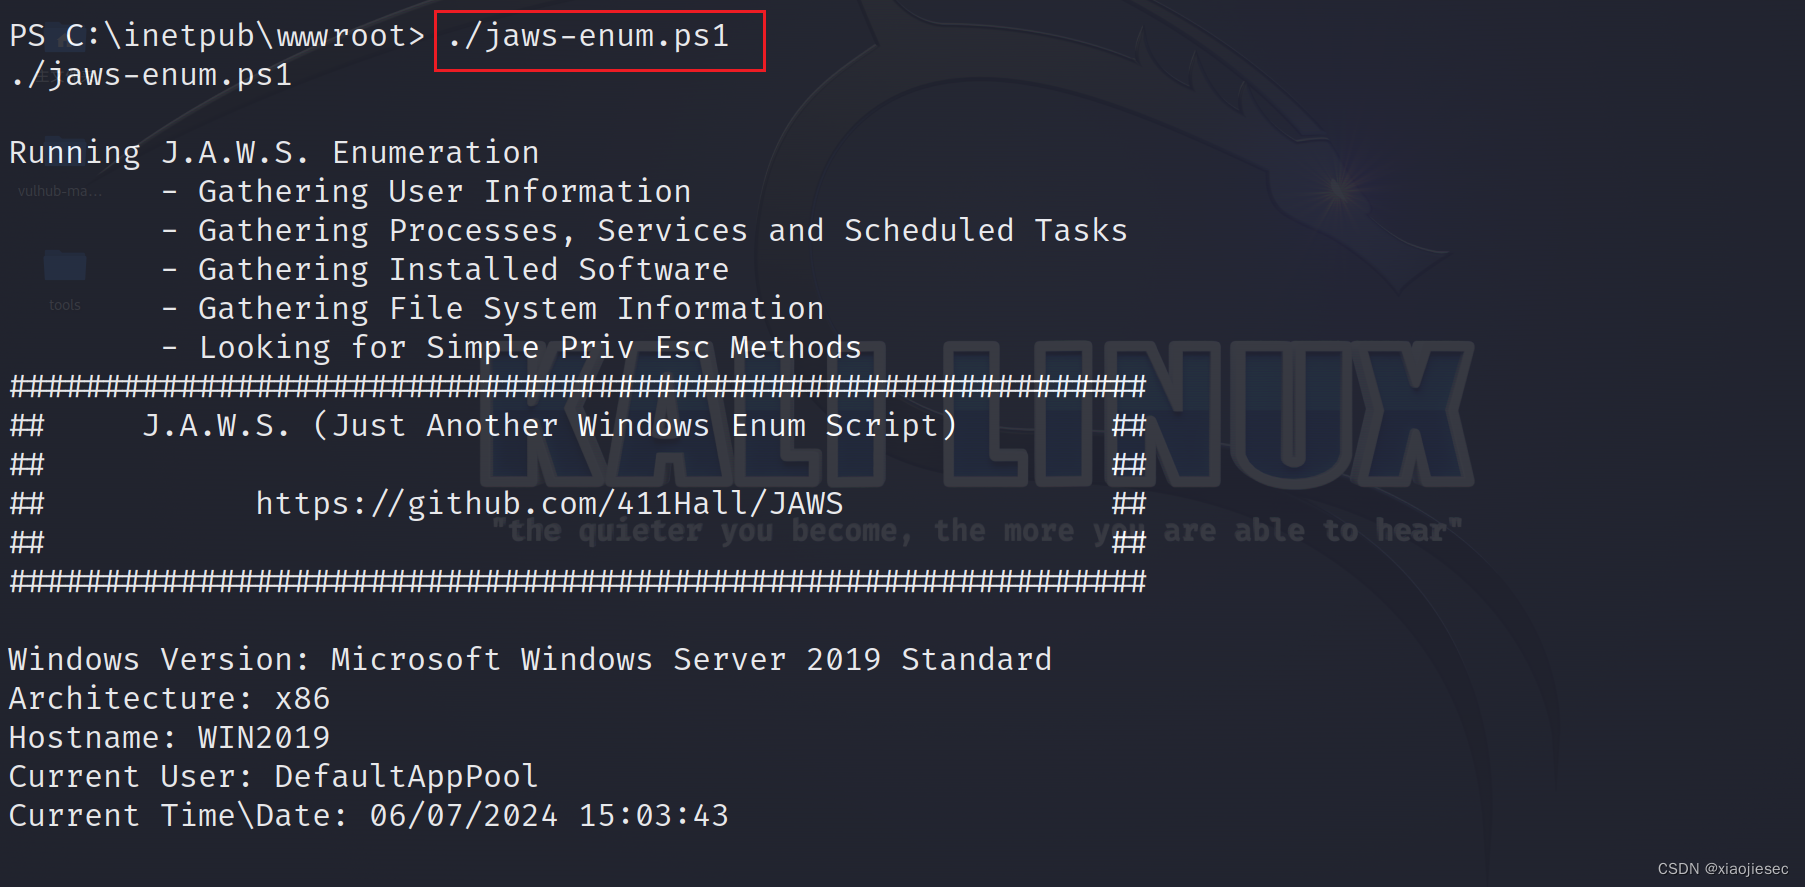 PS C:\inetpub\wwwroot> ./jaws-enum.ps1
./jaws-enum.ps1
Running J.A.W.S. Enumeration
vulhub-ma...
- Gathering User Information
- Gathering Processes, Services and Scheduled Tasks
- Gathering Installed Software
tools
- Gathering File System Information
- Looking for Simple Priv Esc Methods
############################################################
## J.A.W.S. (Just Another Windows Enum Script) ##
## ##
## https://github.com/411Hall/JAWS ##
## ##
############################################################
KALI LINUX
"the quieter you become, the more you are able to hear"
Windows Version: Microsoft Windows Server 2019 Standard
Architecture: x86
Hostname: WIN2019
Current User: DefaultAppPool
Current Time\Date: 06/07/2024 15:03:43
CSDN @xiaojiesec